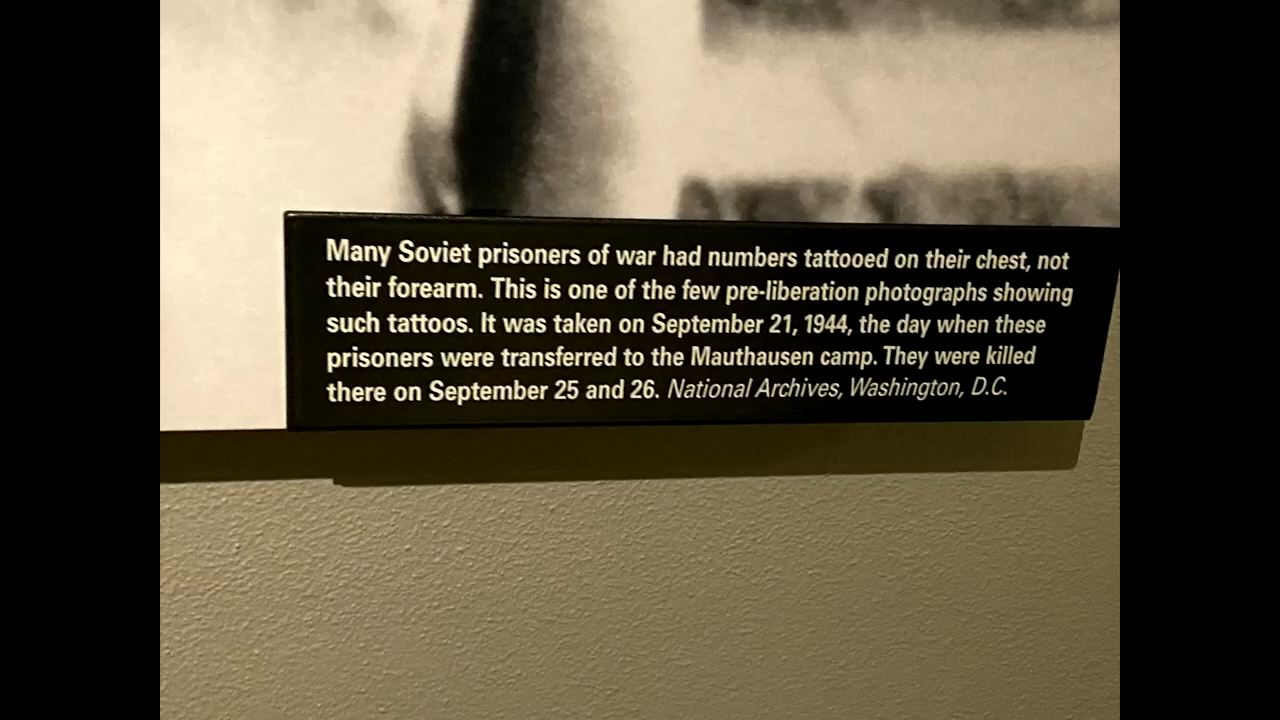 Many Soviet prisoners of war had numbers tattooed on their chest, not
their forearm. This is one of the few pre-liberation photographs showing
such tattoos. It was taken on September 21, 1944, the day when these
prisoners were transferred to the Mauthausen camp. They were killed
there on September 25 and 26. National Archives, Washington, D.C.